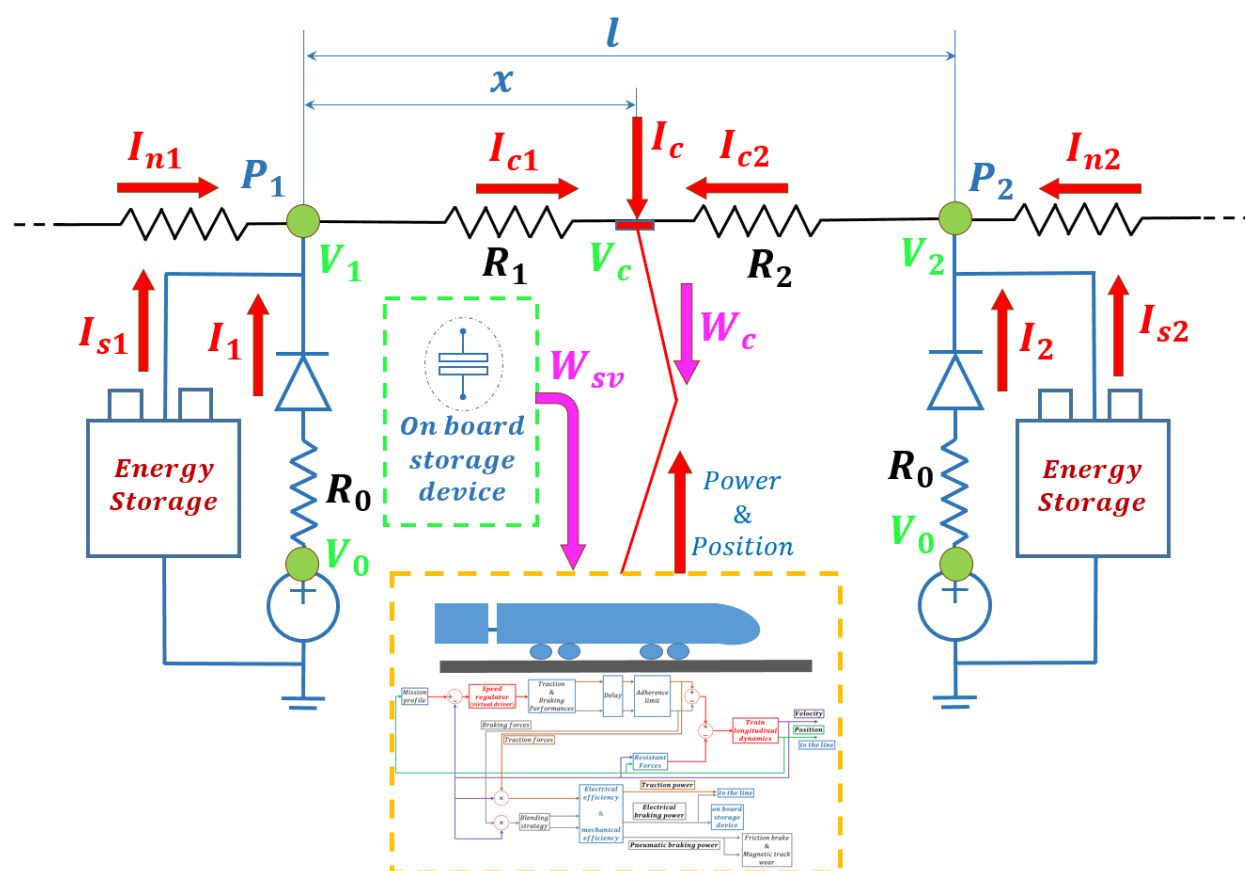 l
x
I_n1
P_1
I_c1
I_c
I_c2
P_2
I_n2
V_1
R_1
V_c
R_2
V_2
I_s1
I_1
W_sv
W_c
I_2
I_s2
On board
storage
device
Energy
Storage
R_0
V_0
Power
&
Position
R_0
V_0
Energy
Storage
+
+
Mission
profile
+
−
Speed
regulator
(virtual driver)
Traction
&
Braking
Performances
Delay
Adherence
limit
+
−
Braking forces
Traction forces
+
−
Train
longitudinal
dynamics
Velocity
Position
to the line
Resistant
Forces
×
×
Blending
strategy
Electrical
efficiency
&
mechanical
efficiency
Traction power
to the line
Electrical
braking power
on board
storage
device
Pneumatic braking power
Friction brake
&
Magnetic track
wear